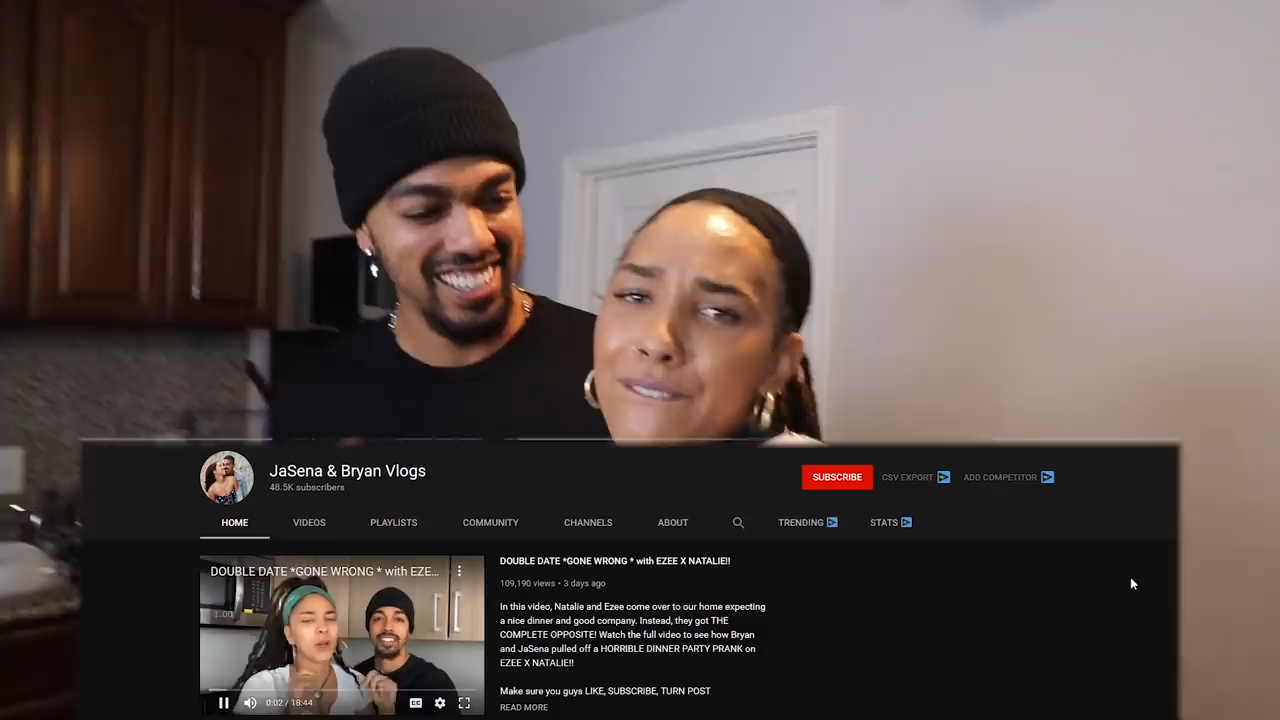 JaSena & Bryan Vlogs
48.5K subscribers
SUBSCRIBE
CSV EXPORT
ADD COMPETITOR
HOME
VIDEOS
PLAYLISTS
COMMUNITY
CHANNELS
ABOUT
TRENDING
STATS
DOUBLE DATE *GONE WRONG * with EZE...
1:00
CC
0:02 / 18:44
DOUBLE DATE *GONE WRONG * with EZEE X NATALIE!!
109,190 views • 3 days ago
In this video, Natalie and Ezee come over to our home expecting
a nice dinner and good company. Instead, they got THE
COMPLETE OPPOSITE! Watch the full video to see how Bryan
and JaSena pulled off a HORRIBLE DINNER PARTY PRANK on
EZEE X NATALIE!!
Make sure you guys LIKE, SUBSCRIBE, TURN POST
READ MORE